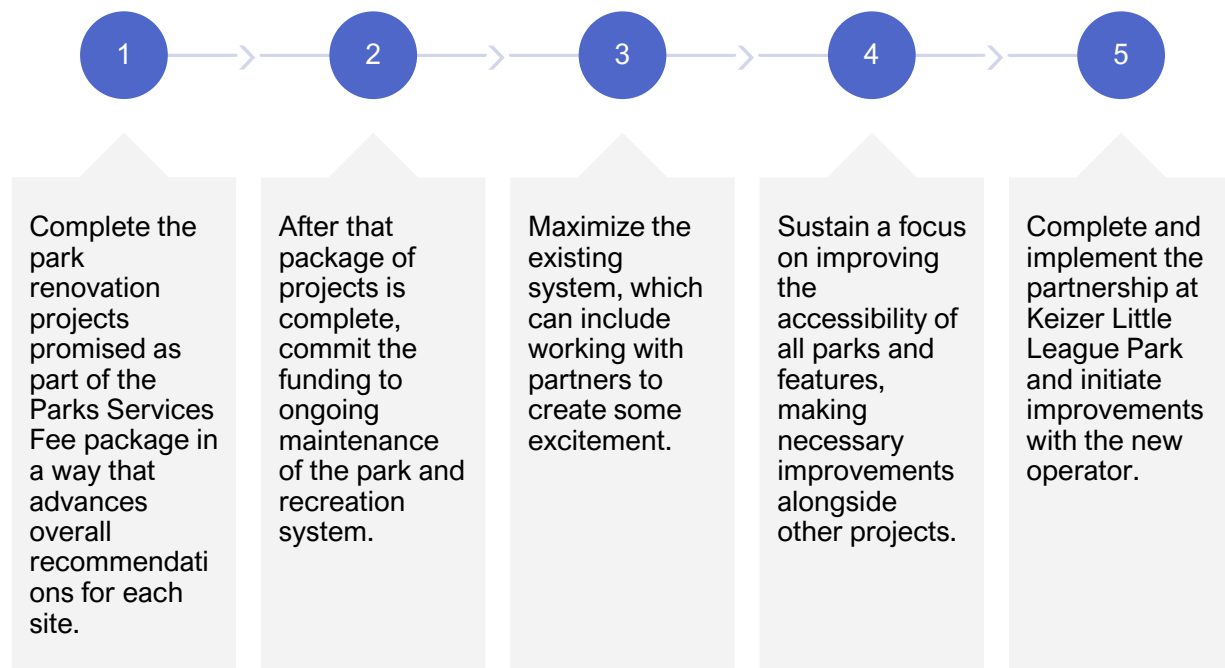 1
2
3
4
5
Complete the
park
renovation
projects
promised as
part of the
Parks Services
Fee package in
a way that
advances
overall
recommendati
ons for each
site.
After that
package of
projects is
complete,
commit the
funding to
ongoing
maintenance
of the park and
recreation
system.
Maximize the
existing
system, which
can include
working with
partners to
create some
excitement.
Sustain a focus
on improving
the
accessibility of
all parks and
features,
making
necessary
improvements
alongside
other projects.
Complete and
implement the
partnership at
Keizer Little
League Park
and initiate
improvements
with the new
operator.